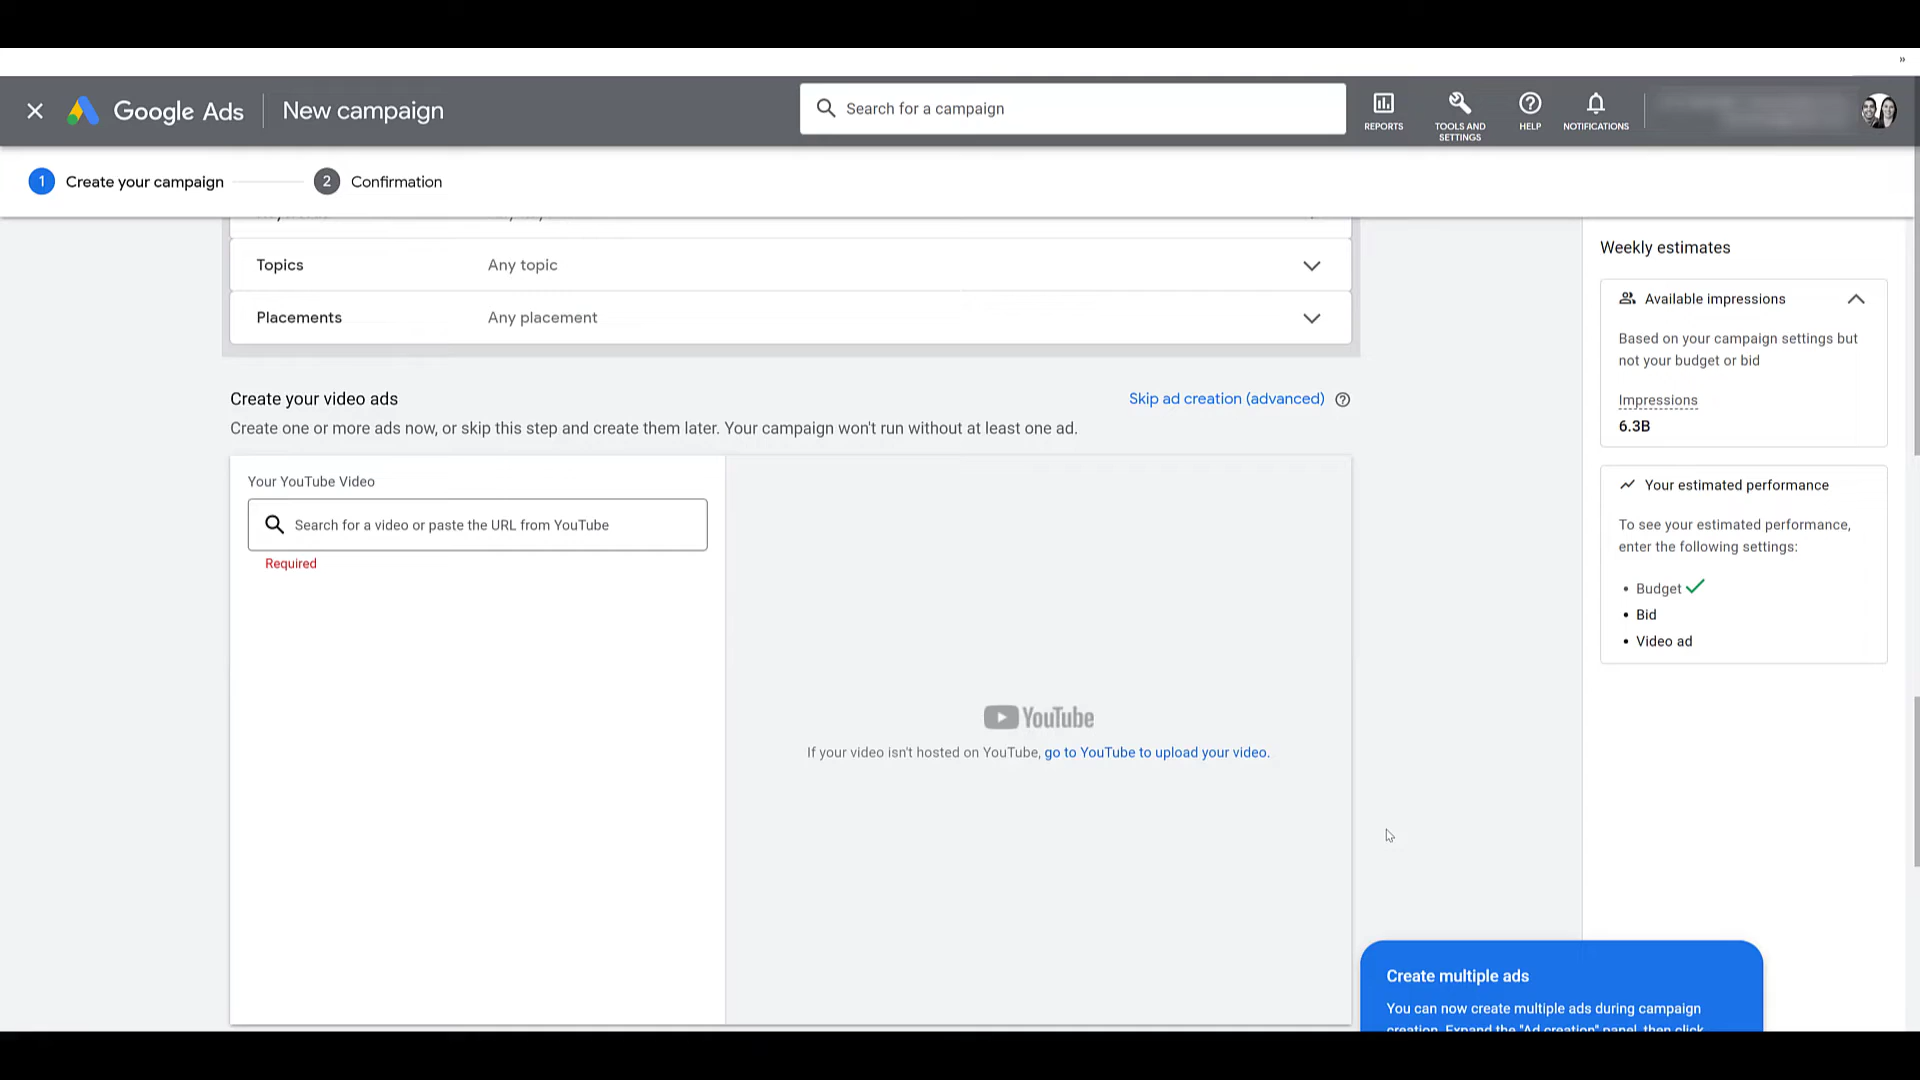 »
Google Ads
New campaign
Search for a campaign
REPORTS
TOOLS AND
SETTINGS
HELP
NOTIFICATIONS
1 Create your campaign
2 Confirmation
Topics
Any topic
Placements
Any placement
Create your video ads
Skip ad creation (advanced)
Create one or more ads now, or skip this step and create them later. Your campaign won't run without at least one ad.
Your YouTube Video
Search for a video or paste the URL from YouTube
Required
YouTube
If your video isn't hosted on YouTube, go to YouTube to upload your video.
Weekly estimates
Available impressions
Based on your campaign settings but
not your budget or bid
Impressions
6.3B
Your estimated performance
To see your estimated performance,
enter the following settings:
• Budget
• Bid
• Video ad
Create multiple ads
You can now create multiple ads during campaign
creation. Expand the "Ad creation" panel, then click